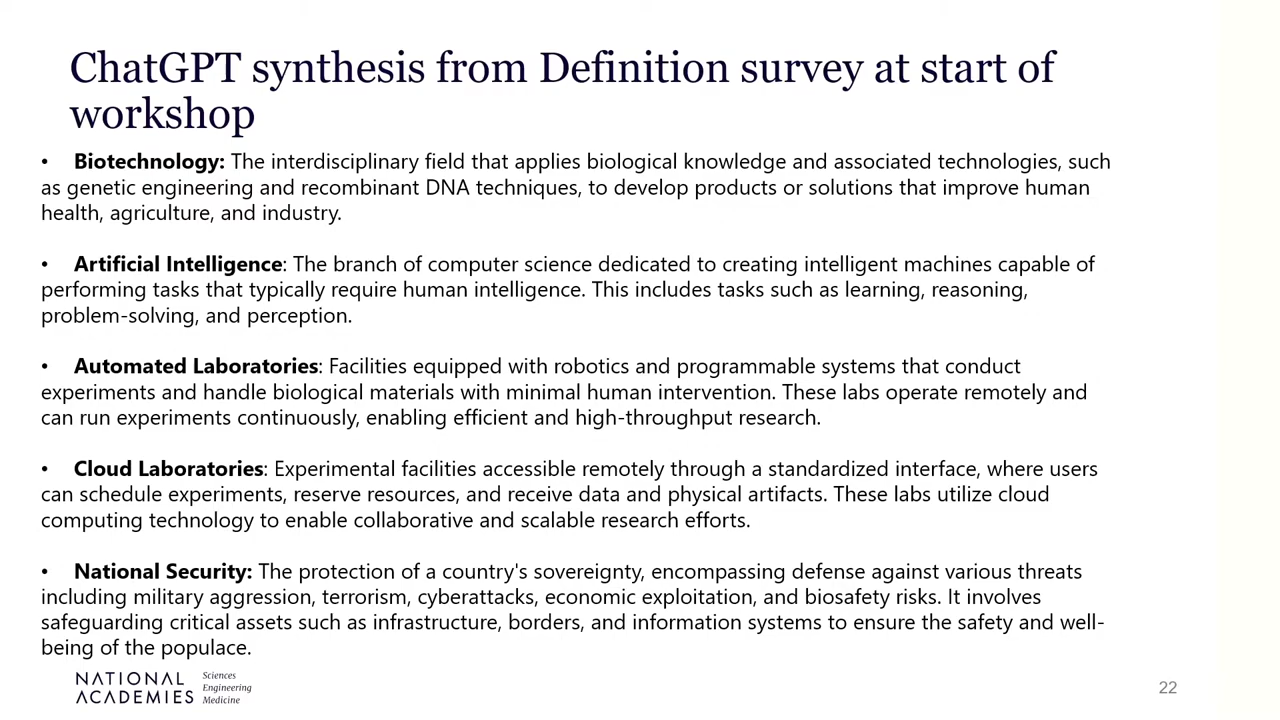 ChatGPT synthesis from Definition survey at start of
workshop
• Biotechnology: The interdisciplinary field that applies biological knowledge and associated technologies, such
as genetic engineering and recombinant DNA techniques, to develop products or solutions that improve human
health, agriculture, and industry.
• Artificial Intelligence: The branch of computer science dedicated to creating intelligent machines capable of
performing tasks that typically require human intelligence. This includes tasks such as learning, reasoning,
problem-solving, and perception.
• Automated Laboratories: Facilities equipped with robotics and programmable systems that conduct
experiments and handle biological materials with minimal human intervention. These labs operate remotely and
can run experiments continuously, enabling efficient and high-throughput research.
• Cloud Laboratories: Experimental facilities accessible remotely through a standardized interface, where users
can schedule experiments, reserve resources, and receive data and physical artifacts. These labs utilize cloud
computing technology to enable collaborative and scalable research efforts.
• National Security: The protection of a country's sovereignty, encompassing defense against various threats
including military aggression, terrorism, cyberattacks, economic exploitation, and biosafety risks. It involves
safeguarding critical assets such as infrastructure, borders, and information systems to ensure the safety and well-
being of the populace.
NATIONAL
ACADEMIES
Sciences
Engineering
Medicine
22